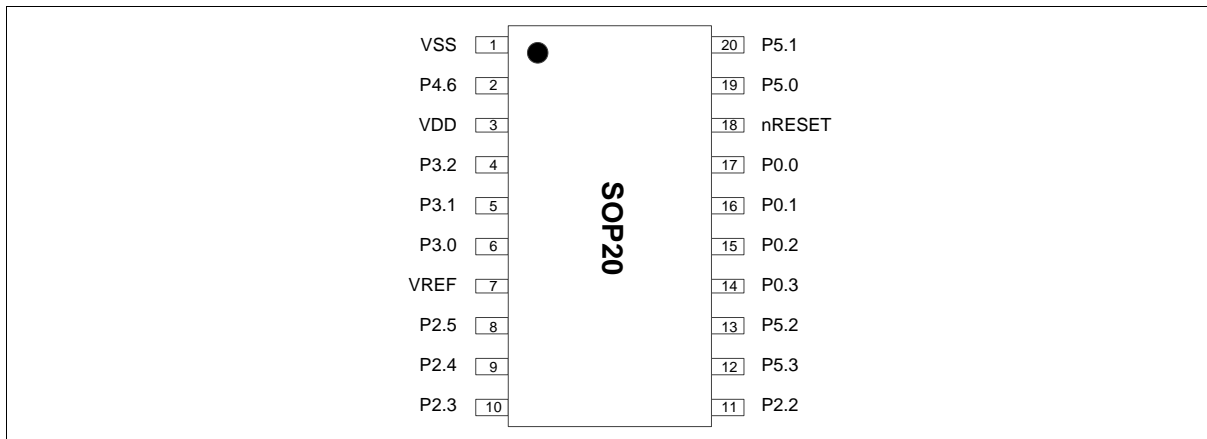 VSS 1 20 P5.1
P4.6 2 19 P5.0
VDD 3 18 nRESET
P3.2 4 17 P0.0
P3.1 5 16 P0.1
P3.0 6 15 P0.2
VREF 7 14 P0.3
P2.5 8 13 P5.2
P2.4 9 12 P5.3
P2.3 10 11 P2.2
SOP20